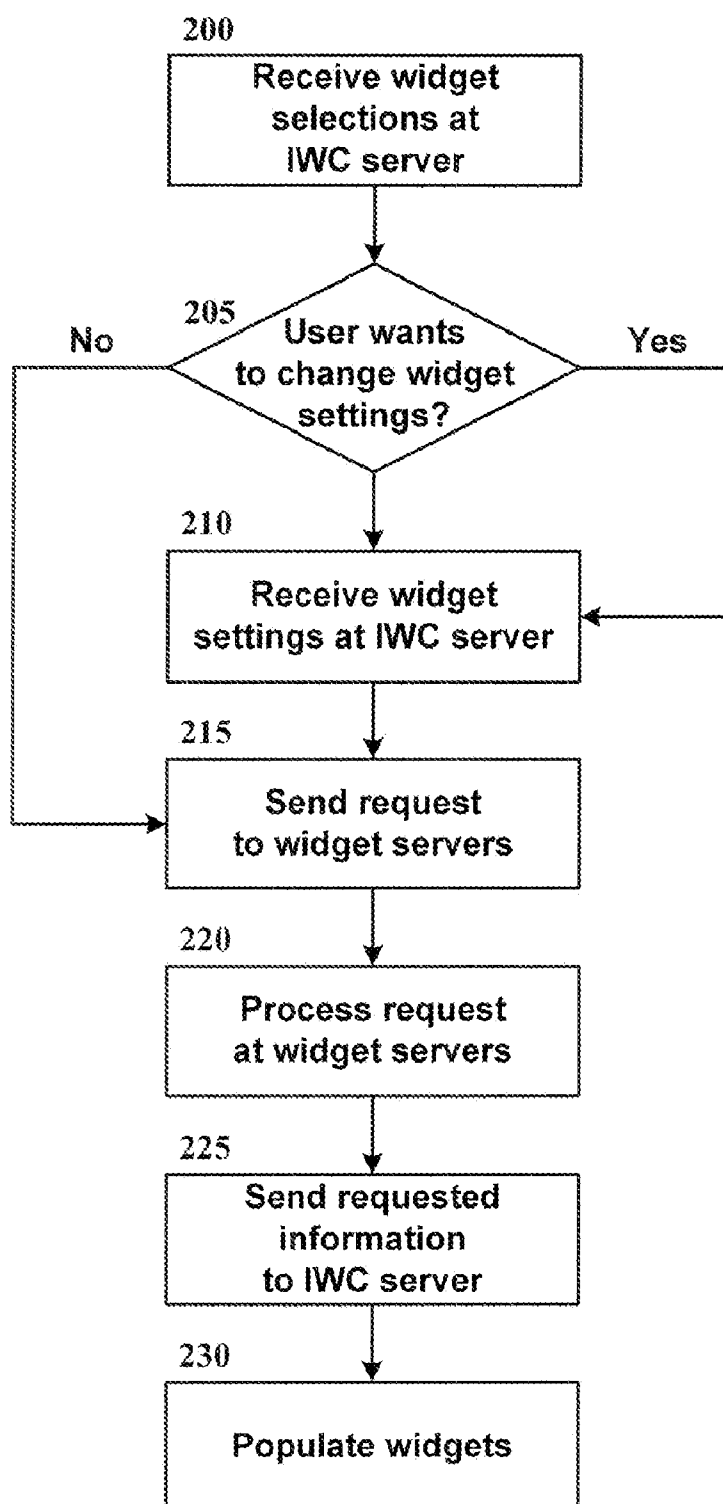 200
Receive widget
selections at
IWC server
205
No
User wants
to change widget
settings?
Yes
210
Receive widget
settings at IWC server
215
Send request
to widget servers
220
Process request
at widget servers
225
Send requested
information
to IWC server
230
Populate widgets